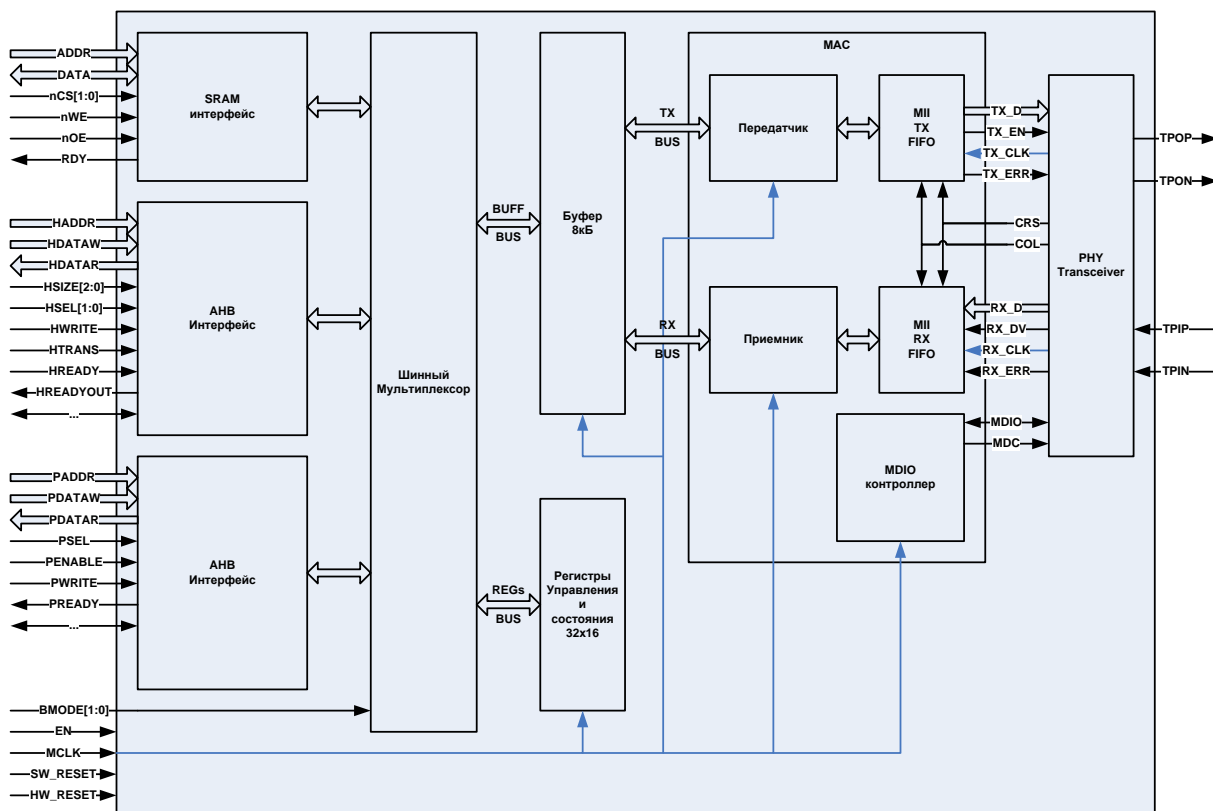 ADDR
DATA
nCS[1:0]
nWE
nOE
RDY
SRAM
интерфейс
HADDR
HDATAW
HDATAR
HSIZE[2:0]
HSEL[1:0]
HWRITE
HTRANS
HREADY
HREADYOUT
...
AHB
Интерфейс
PADDR
PDATAW
PDATAR
PSEL
PENABLE
PWRITE
PREADY
...
AHB
Интерфейс
BMODE[1:0]
EN
MCLK
SW_RESET
HW_RESET
Шинный
Мультиплексор
BUFF
BUS
REGs
BUS
Буфер
8кБ
Регистры
Управления
и
состояния
32x16
TX
BUS
RX
BUS
MAC
Передатчик
MII
TX
FIFO
Приемник
MII
RX
FIFO
MDIO
контроллер
TX_D
TX_EN
TX_CLK
TX_ERR
CRS
COL
RX_D
RX_DV
RX_CLK
RX_ERR
MDIO
MDC
PHY
Transceiver
TPOP
TPON
TPIP
TPIN